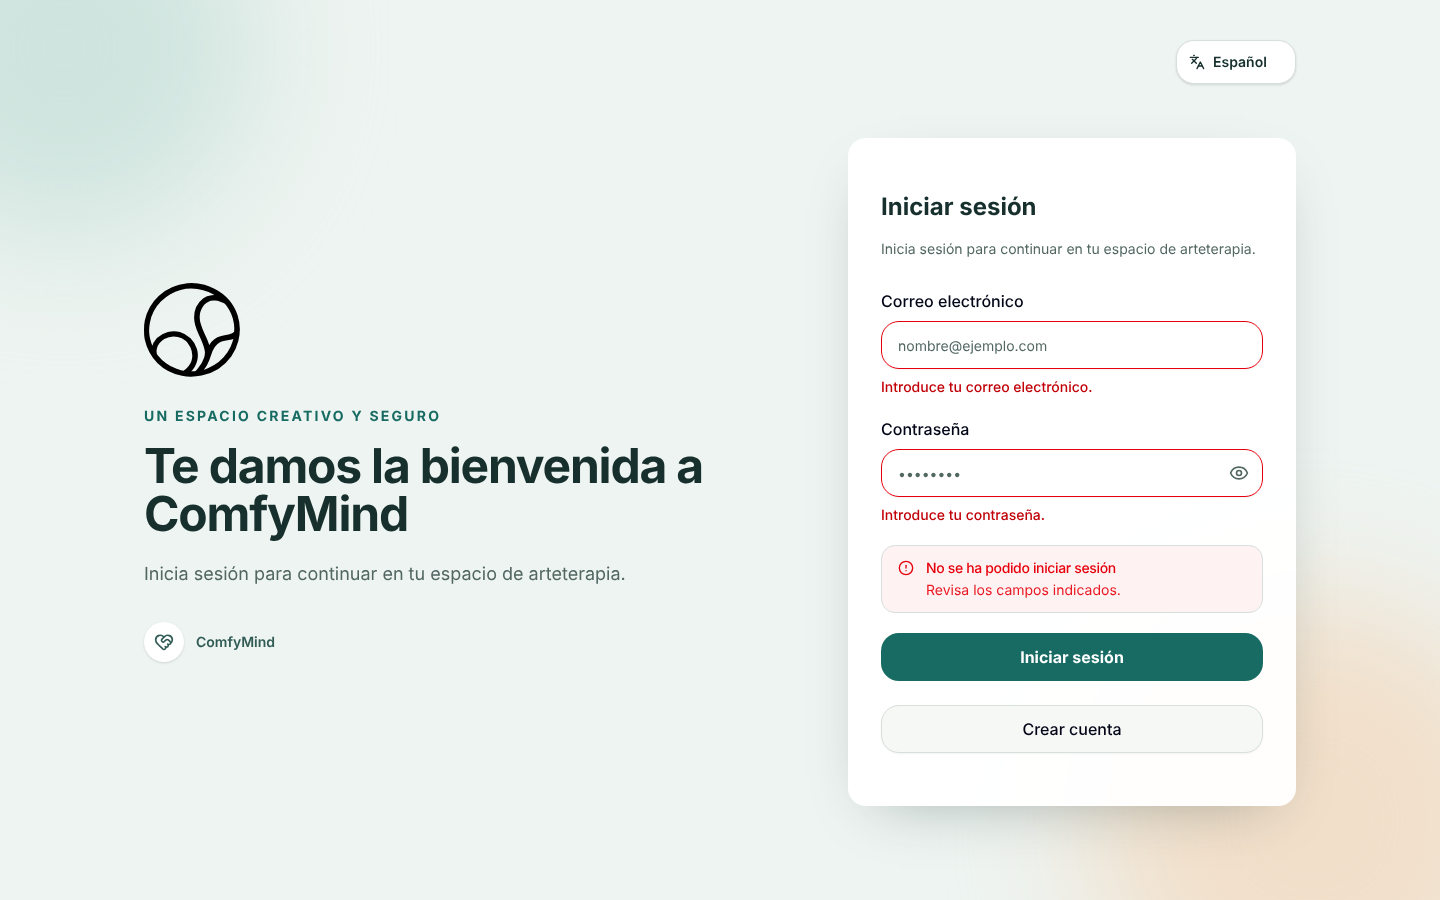 Español
UN ESPACIO CREATIVO Y SEGURO
Te damos la bienvenida a
ComfyMind
Inicia sesión para continuar en tu espacio de arteterapia.
ComfyMind
Iniciar sesión
Inicia sesión para continuar en tu espacio de arteterapia.
Correo electrónico
nombre@ejemplo.com
Introduce tu correo electrónico.
Contraseña
••••••••
Introduce tu contraseña.
No se ha podido iniciar sesión
Revisa los campos indicados.
Iniciar sesión
Crear cuenta